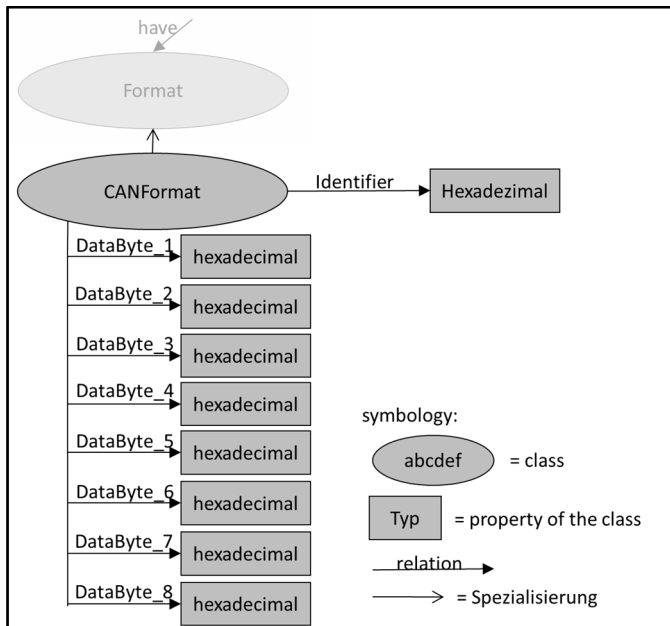 have
Format
CANFormat
Identifier
Hexadezimal
DataByte_1
hexadecimal
DataByte_2
hexadecimal
DataByte_3
hexadecimal
DataByte_4
hexadecimal
DataByte_5
hexadecimal
DataByte_6
hexadecimal
DataByte_7
hexadecimal
DataByte_8
hexadecimal
symbology:
abcdef = class
Typ = property of the class
relation
= Spezialisierung